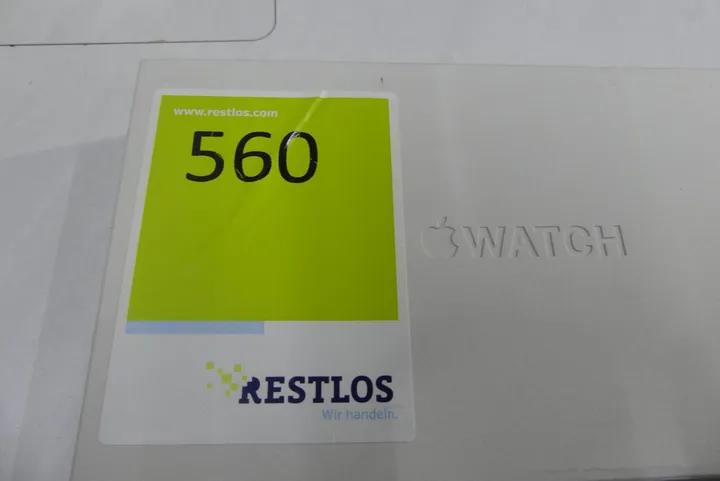 www.restlos.com
560
WATCH
RESTLOS
Wir handeln.